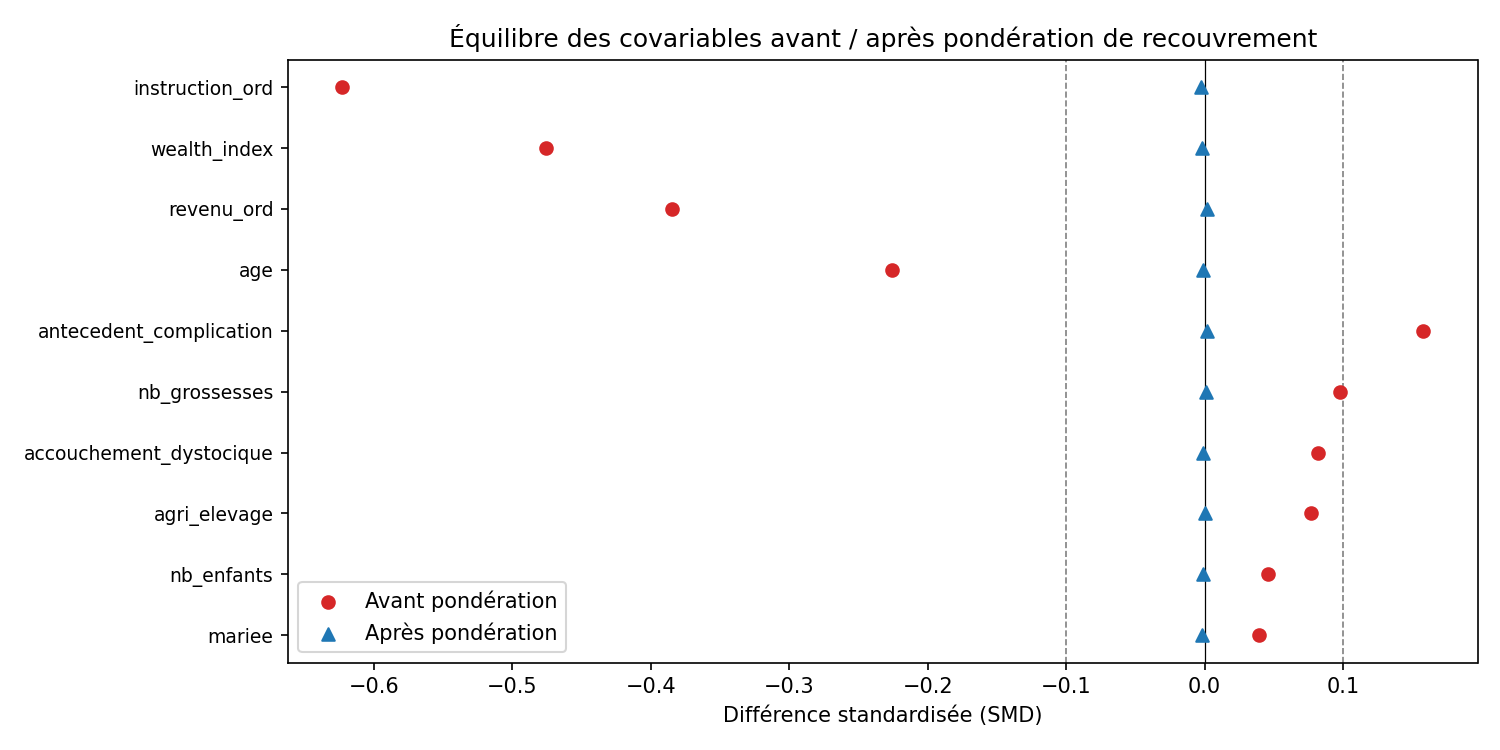 Équilibre des covariables avant / après pondération de recouvrement
instruction_ord
wealth_index
revenu_ord
age
antecedent_complication
nb_grossesses
accouchement_dystocique
agri_elevage
nb_enfants
mariee
Avant pondération
Après pondération
−0.6 −0.5 −0.4 −0.3 −0.2 −0.1 0.0 0.1
Différence standardisée (SMD)